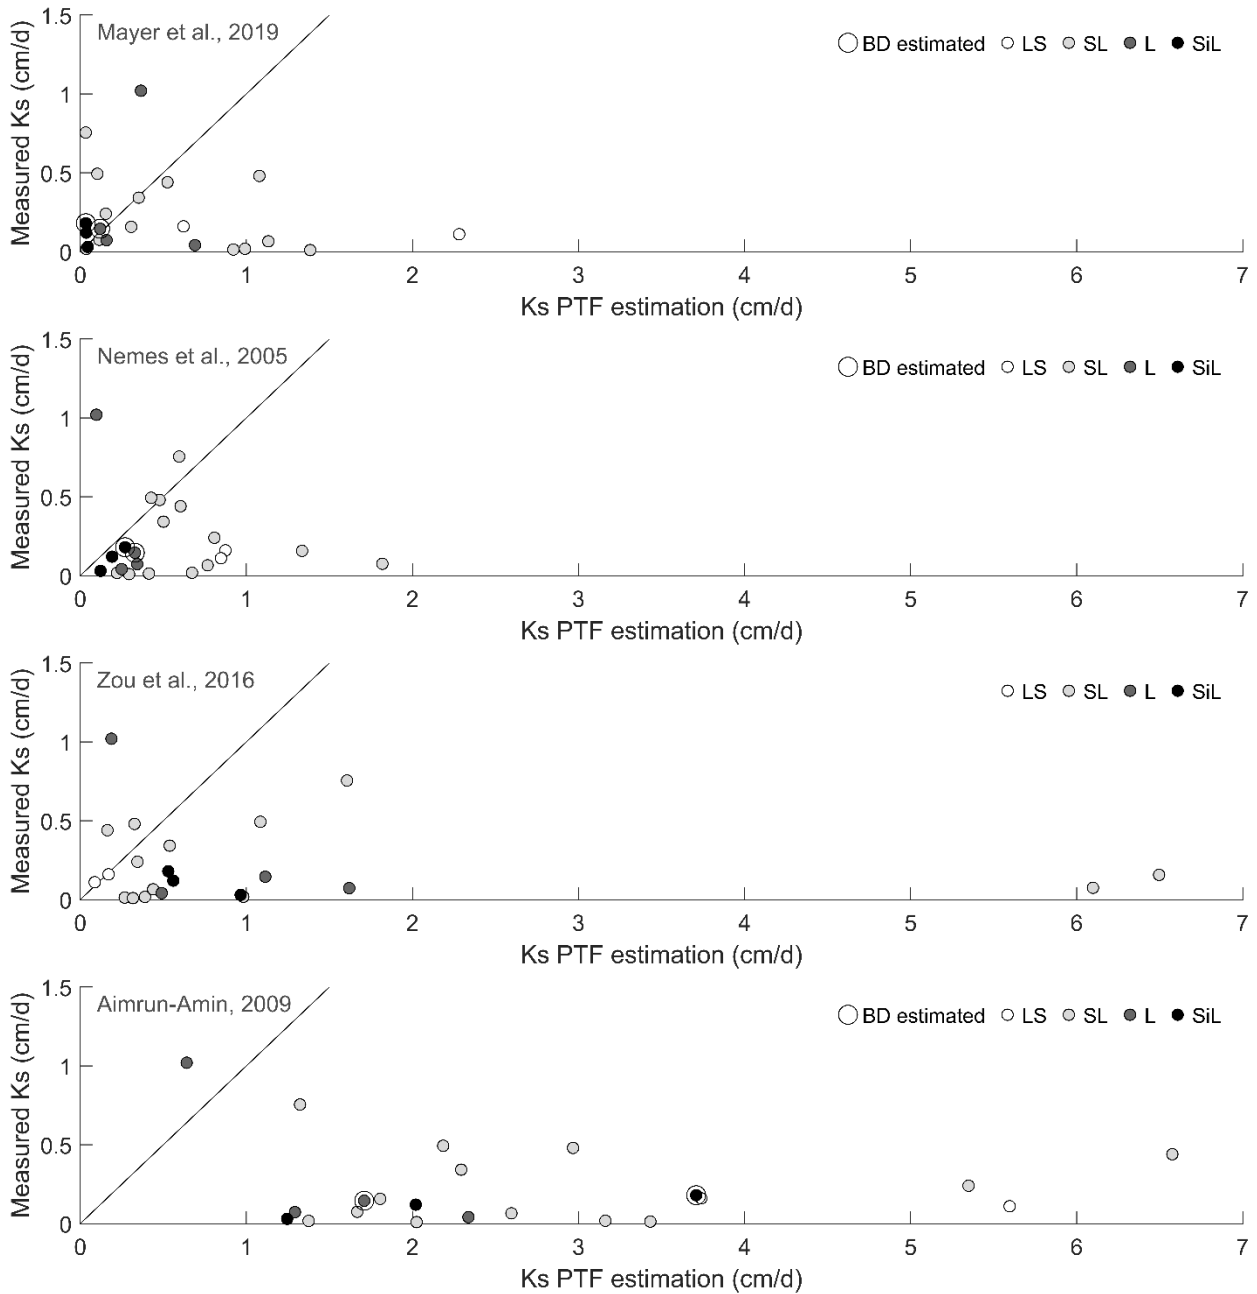 Measured Ks (cm/d)
1.5
1
0.5
0
Mayer et al., 2019
BD estimated LS SL L SiL
0 1 2 3 4 5 6 7
Ks PTF estimation (cm/d)
Measured Ks (cm/d)
1.5
1
0.5
0
Nemes et al., 2005
BD estimated LS SL L SiL
0 1 2 3 4 5 6 7
Ks PTF estimation (cm/d)
Measured Ks (cm/d)
1.5
1
0.5
0
Zou et al., 2016
LS SL L SiL
0 1 2 3 4 5 6 7
Ks PTF estimation (cm/d)
Measured Ks (cm/d)
1.5
1
0.5
0
Aimrun-Amin, 2009
BD estimated LS SL L SiL
0 1 2 3 4 5 6 7
Ks PTF estimation (cm/d)